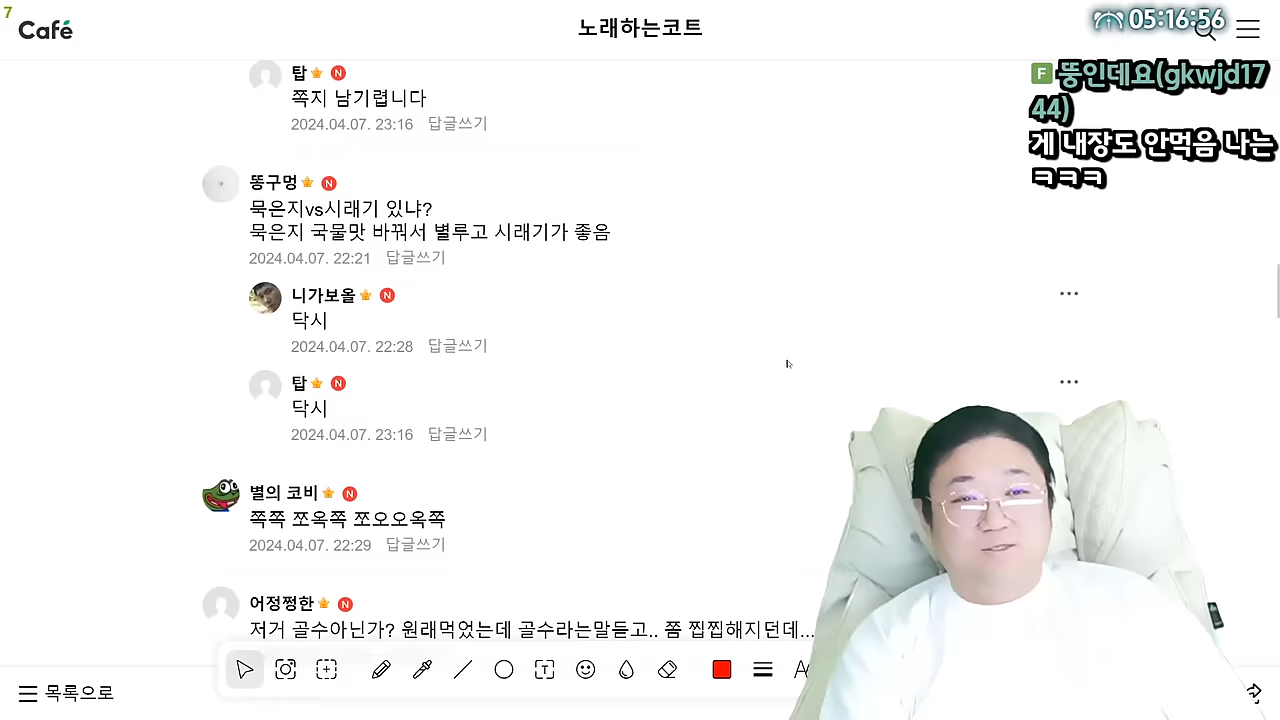 7
Café
노래하는코트
05:16:56
F 뚱인데요(gkwjd17
44)
게 내장도 안먹음 나는
ㅋㅋㅋ
탑 N
쪽지 남기렵니다
2024.04.07. 23:16 답글쓰기
똥구멍 N
묵은지vs시래기 있냐?
묵은지 국물맛 바꿔서 별루고 시래기가 좋음
2024.04.07. 22:21 답글쓰기
니가보올 N
닥시
2024.04.07. 22:28 답글쓰기
탑 N
닥시
2024.04.07. 23:16 답글쓰기
별의 코비 N
쪽쪽 쪼옥쪽 쪼오오옥쪽
2024.04.07. 22:29 답글쓰기
어정쩡한 N
저거 골수아닌가? 원래먹었는데 골수라는말듣고.. 쫌 찝찝해지던데...
T
목록으로